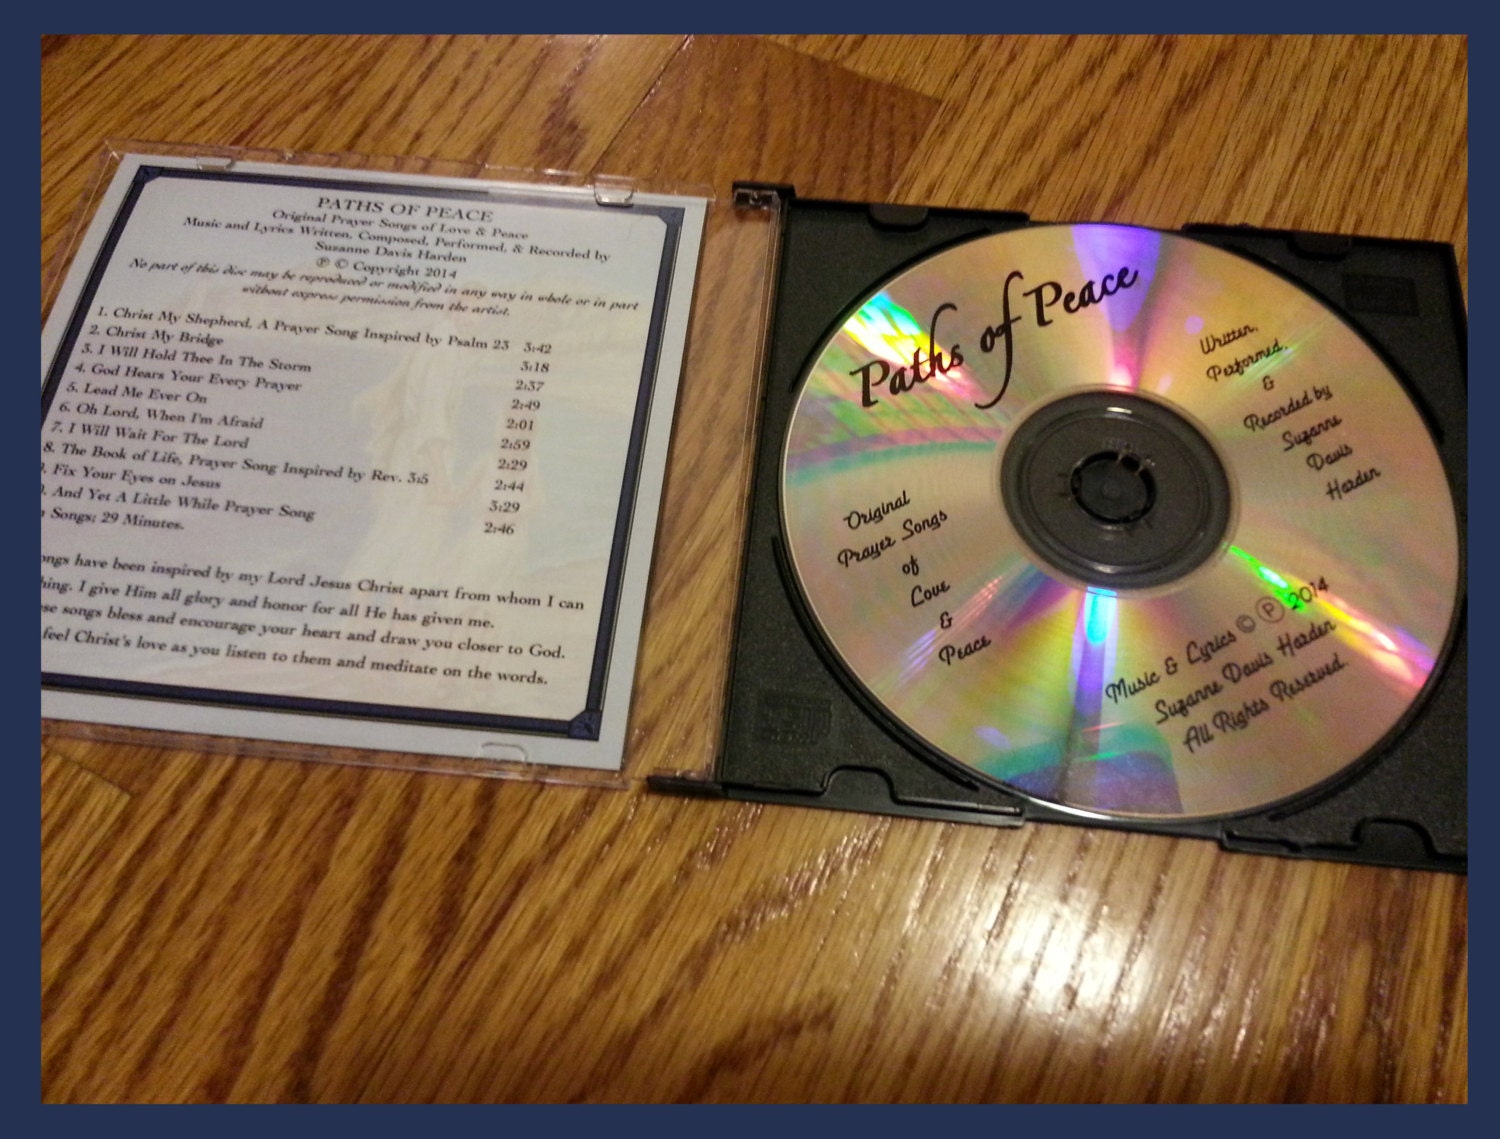 PATHS OF PEACE
Original Prayer Songs of Love & Peace
Music and Lyrics Written, Composed, Performed, & Recorded by
Suzanne Davis Harden
℗ © Copyright 2014
No part of this disc may be reproduced or modified in any way in whole or in part
without express permission from the artist.
1. Christ My Shepherd, A Prayer Song Inspired by Psalm 23 3:42
2. Christ My Bridge 3:18
3. I Will Hold Thee In The Storm 2:37
4. God Hears Your Every Prayer 2:49
5. Lead Me Ever On 2:01
6. Oh Lord, When I'm Afraid 2:59
7. I Will Wait For The Lord 2:29
8. The Book of Life, Prayer Song Inspired by Rev. 3:5 2:44
. Fix Your Eyes on Jesus 3:29
. And Yet A Little While Prayer Song 2:46
Songs: 29 Minutes.
ongs have been inspired by my Lord Jesus Christ apart from whom I can
hing. I give Him all glory and honor for all He has given me.
se songs bless and encourage your heart and draw you closer to God.
feel Christ's love as you listen to them and meditate on the words.
Paths of Peace
Written,
Performed,
&
Recorded by
Suzanne
Davis
Harden
Original
Prayer Songs
of
Love
&
Peace
Music & Lyrics © ℗ 2014
Suzanne Davis Harden
All Rights Reserved.